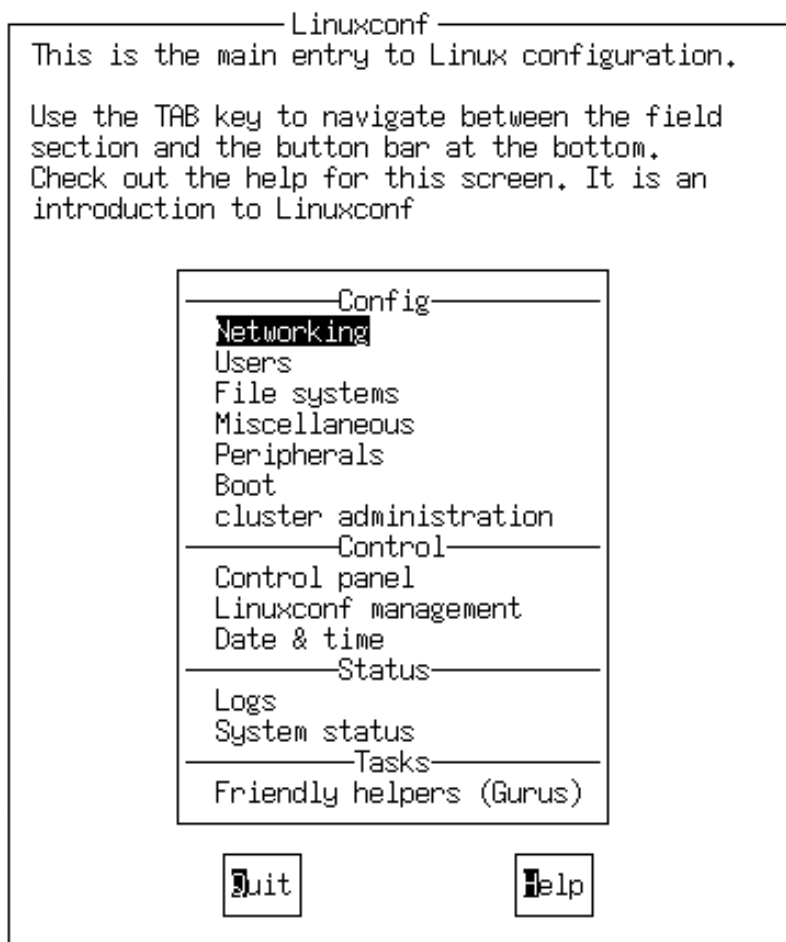 Linuxconf
This is the main entry to Linux configuration.
Use the TAB key to navigate between the field
section and the button bar at the bottom.
Check out the help for this screen. It is an
introduction to Linuxconf
Config
Networking
Users
File systems
Miscellaneous
Peripherals
Boot
cluster administration
Control
Control panel
Linuxconf management
Date & time
Status
Logs
System status
Tasks
Friendly helpers (Gurus)
Quit Help